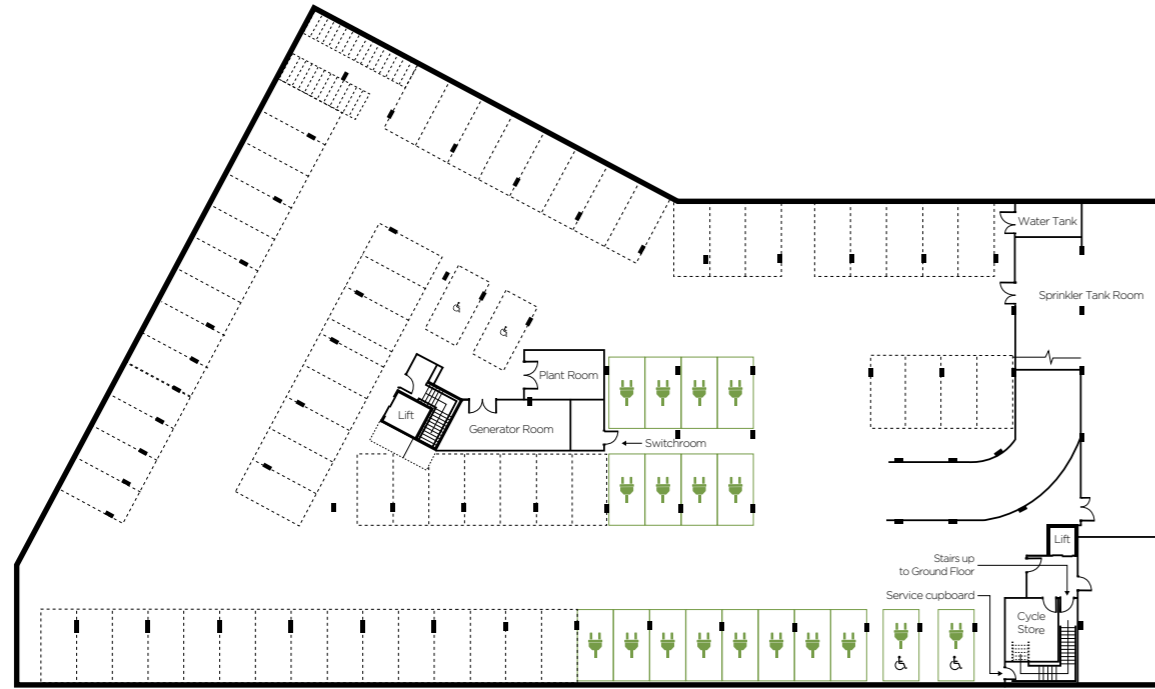 Water Tank
Sprinkler Tank Room
Plant Room
Lift
Generator Room
Switchroom
Lift
Stairs up
to Ground Floor
Service cupboard
Cycle
Store